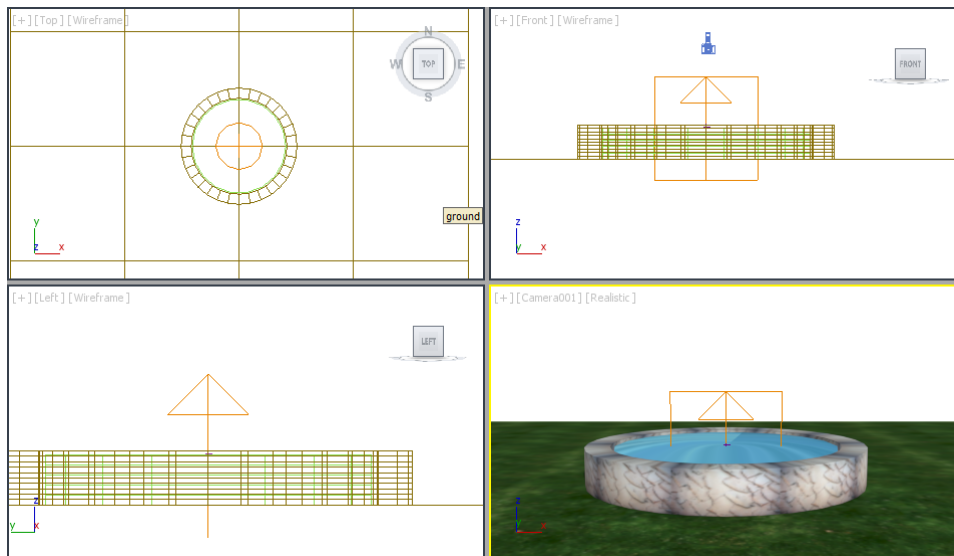 [+] [Top] [Wireframe]
N
W TOP E
S
y
z x
ground
[+] [Front] [Wireframe]
FRONT
z
y x
[+] [Left] [Wireframe]
LEFT
z
y x
[+] [Camera001] [Realistic]
z
y x